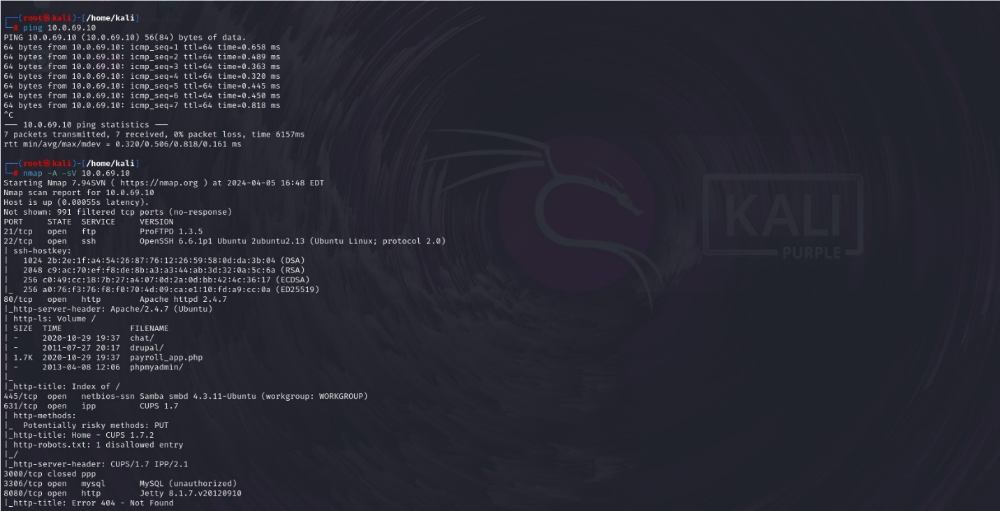 ┌──(root㉿kali)-[/home/kali]
└─# ping 10.0.69.10
PING 10.0.69.10 (10.0.69.10) 56(84) bytes of data.
64 bytes from 10.0.69.10: icmp_seq=1 ttl=64 time=0.658 ms
64 bytes from 10.0.69.10: icmp_seq=2 ttl=64 time=0.489 ms
64 bytes from 10.0.69.10: icmp_seq=3 ttl=64 time=0.363 ms
64 bytes from 10.0.69.10: icmp_seq=4 ttl=64 time=0.320 ms
64 bytes from 10.0.69.10: icmp_seq=5 ttl=64 time=0.445 ms
64 bytes from 10.0.69.10: icmp_seq=6 ttl=64 time=0.450 ms
64 bytes from 10.0.69.10: icmp_seq=7 ttl=64 time=0.818 ms
^C
--- 10.0.69.10 ping statistics ---
7 packets transmitted, 7 received, 0% packet loss, time 6157ms
rtt min/avg/max/mdev = 0.320/0.506/0.818/0.161 ms
┌──(root㉿kali)-[/home/kali]
└─# nmap -A -sV 10.0.69.10
Starting Nmap 7.94SVN ( https://nmap.org ) at 2024-04-05 16:48 EDT
Nmap scan report for 10.0.69.10
Host is up (0.00055s latency).
Not shown: 991 filtered tcp ports (no-response)
PORT     STATE  SERVICE     VERSION
21/tcp   open   ftp         ProFTPD 1.3.5
22/tcp   open   ssh         OpenSSH 6.6.1p1 Ubuntu 2ubuntu2.13 (Ubuntu Linux; protocol 2.0)
| ssh-hostkey:
|   1024 2b:2e:1f:a4:54:26:87:76:12:26:59:58:0d:da:3b:04 (DSA)
|   2048 c9:ac:70:ef:f8:de:8b:a3:a3:44:ab:3d:32:0a:5c:6a (RSA)
|   256 c0:49:cc:18:7b:27:a4:07:0d:2a:0d:bb:42:4c:36:17 (ECDSA)
|_  256 a0:76:f3:76:f8:f0:70:4d:09:ca:e1:10:fd:a9:cc:0a (ED25519)
80/tcp   open   http        Apache httpd 2.4.7
|_http-server-header: Apache/2.4.7 (Ubuntu)
| http-ls: Volume /
| SIZE  TIME              FILENAME
| -     2020-10-29 19:37  chat/
| -     2011-07-27 20:17  drupal/
| 1.7K  2020-10-29 19:37  payroll_app.php
| -     2013-04-08 12:06  phpmyadmin/
|_
|_http-title: Index of /
445/tcp  open   netbios-ssn Samba smbd 4.3.11-Ubuntu (workgroup: WORKGROUP)
631/tcp  open   ipp         CUPS 1.7
| http-methods:
|_  Potentially risky methods: PUT
|_http-title: Home - CUPS 1.7.2
| http-robots.txt: 1 disallowed entry
|_/
|_http-server-header: CUPS/1.7 IPP/2.1
3000/tcp closed ppp
3306/tcp open   mysql       MySQL (unauthorized)
8080/tcp open   http        Jetty 8.1.7.v20120910
|_http-title: Error 404 - Not Found
KALI
PURPLE